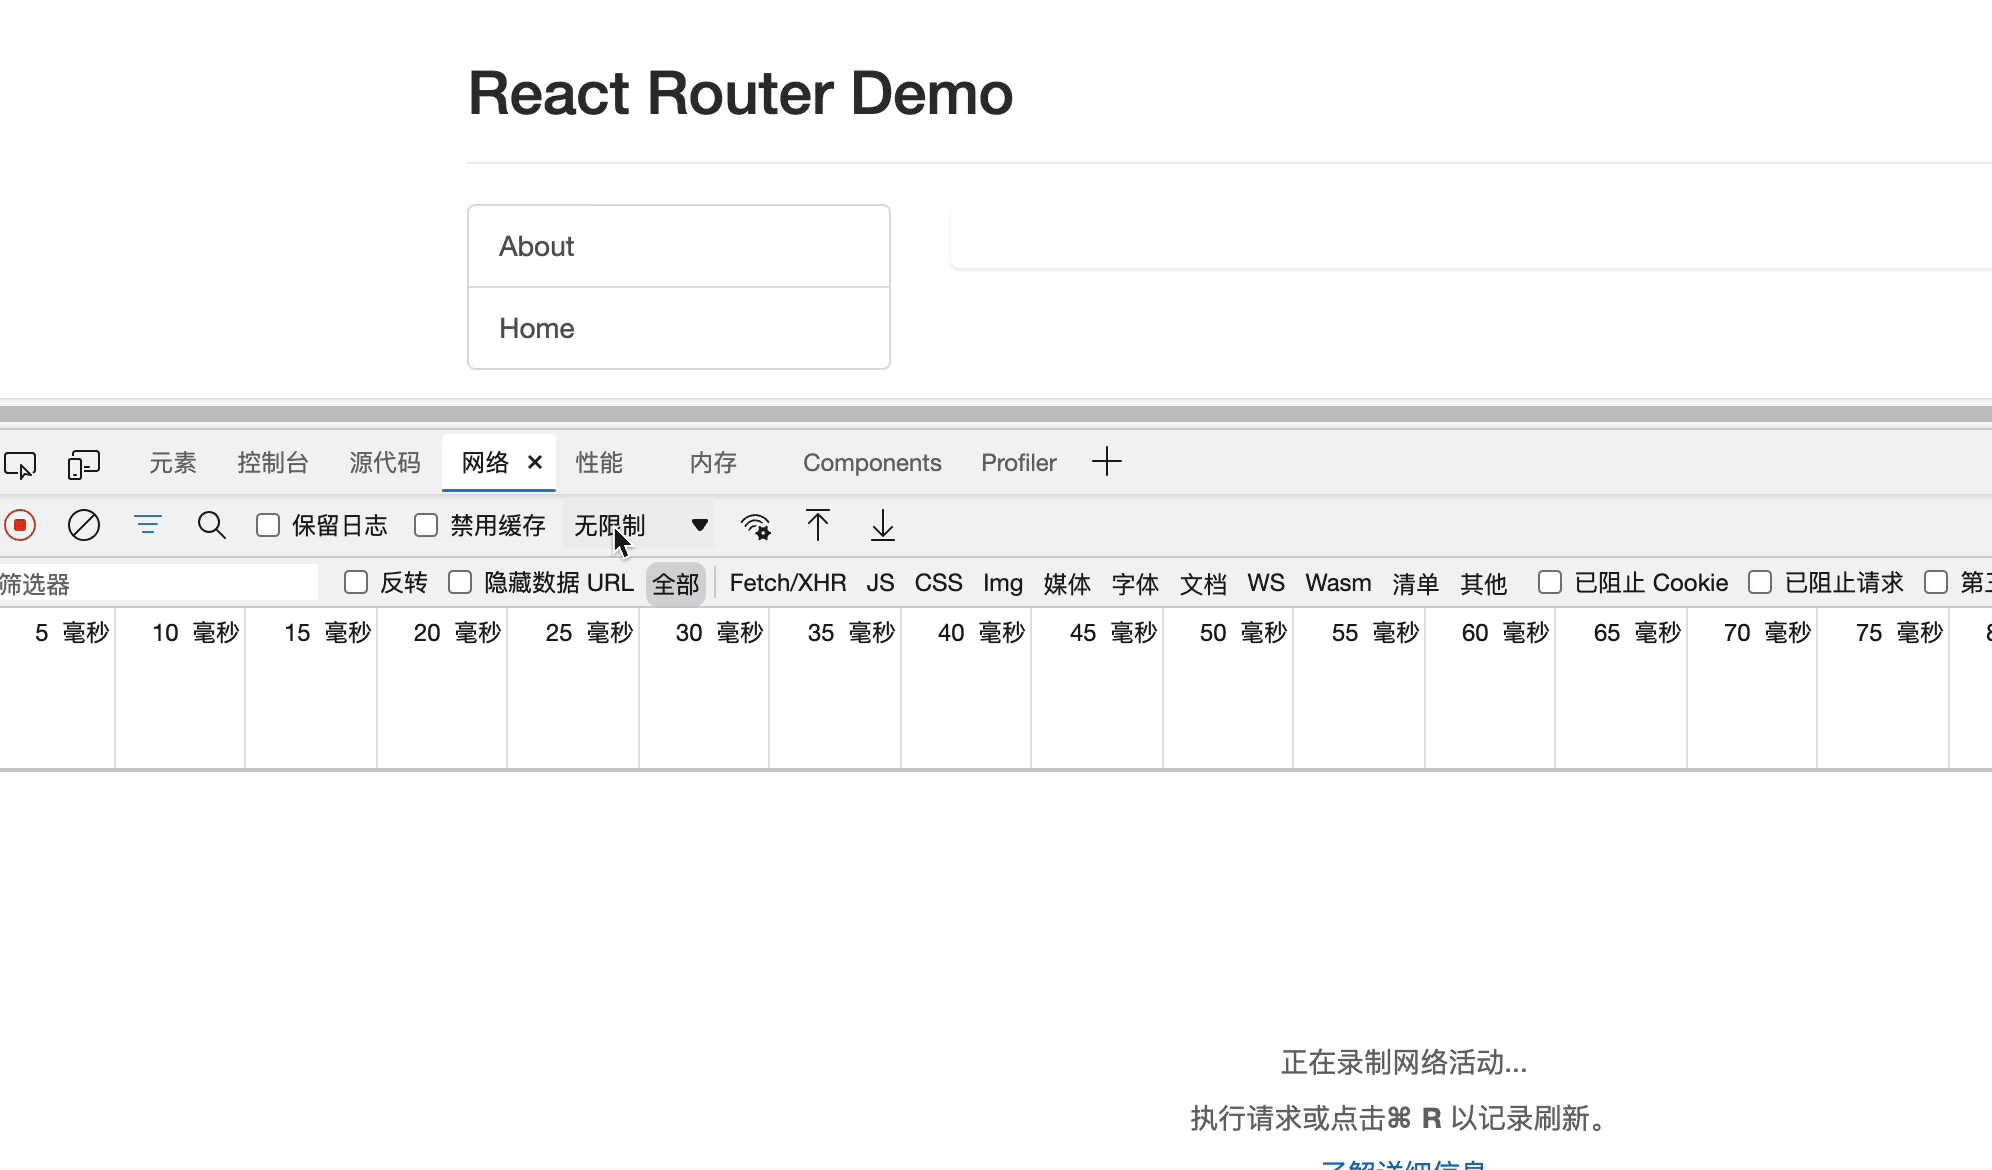 React Router Demo
About
Home
元素 控制台 源代码 网络 × 性能 内存 Components Profiler
保留日志 禁用缓存 无限制
筛选器 反转 隐藏数据 URL 全部 Fetch/XHR JS CSS Img 媒体 字体 文档 WS Wasm 清单 其他 已阻止 Cookie 已阻止请求
5 毫秒 10 毫秒 15 毫秒 20 毫秒 25 毫秒 30 毫秒 35 毫秒 40 毫秒 45 毫秒 50 毫秒 55 毫秒 60 毫秒 65 毫秒 70 毫秒 75 毫秒
正在录制网络活动...
执行请求或点击⌘ R 以记录刷新。
了解详细信息